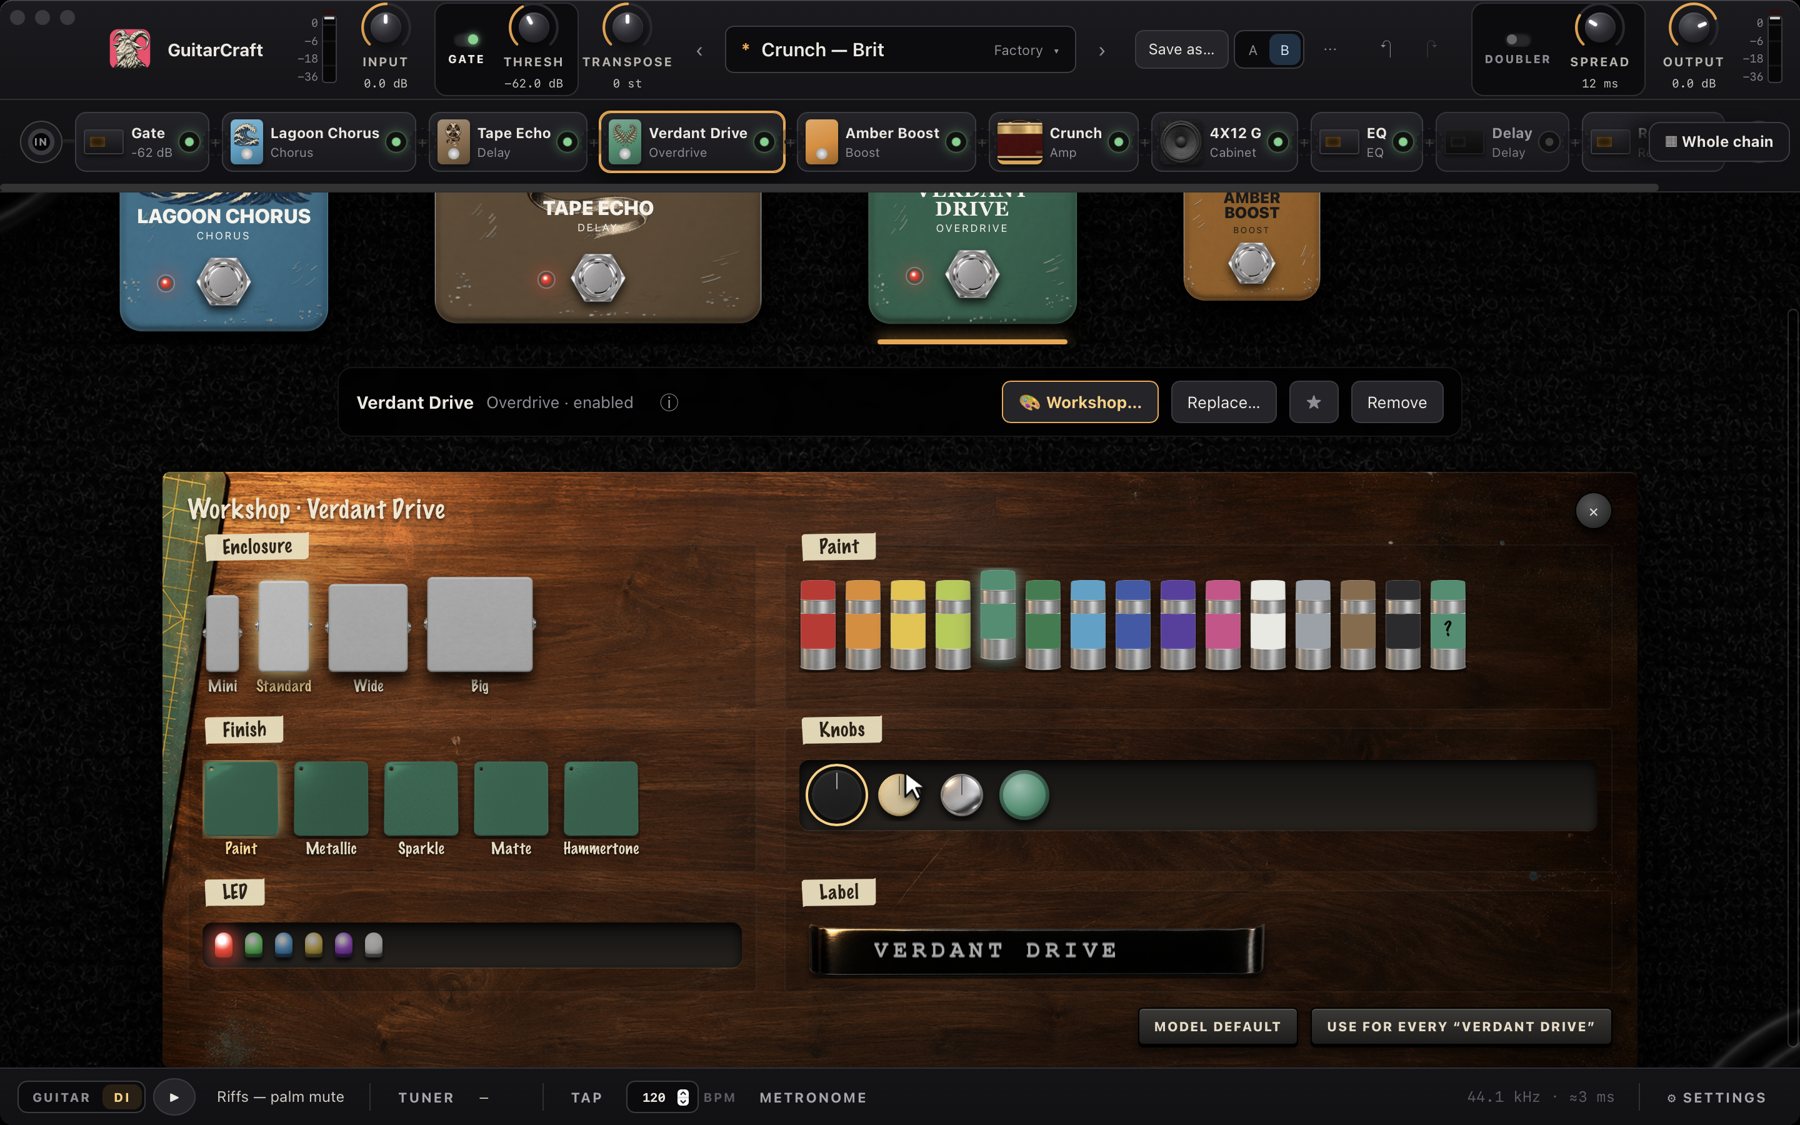 GuitarCraft
0
-6
-18
-36
INPUT
0.0 dB
GATE
THRESH
-62.0 dB
TRANSPOSE
0 st
‹
* Crunch — Brit
Factory
›
Save as...
A B
...
DOUBLER
SPREAD
12 ms
OUTPUT
0.0 dB
0
-6
-18
-36
IN
Gate
-62 dB
Lagoon Chorus
Chorus
Tape Echo
Delay
Verdant Drive
Overdrive
Amber Boost
Boost
Crunch
Amp
4X12 G
Cabinet
EQ
EQ
Delay
Delay
Whole chain
LAGOON CHORUS
CHORUS
TAPE ECHO
DELAY
VERDANT
DRIVE
OVERDRIVE
AMBER
BOOST
BOOST
Verdant Drive Overdrive · enabled
Workshop...
Replace...
Remove
Workshop · Verdant Drive
Enclosure
Mini Standard Wide Big
Paint
?
Finish
Paint Metallic Sparkle Matte Hammertone
Knobs
LED
Label
VERDANT DRIVE
MODEL DEFAULT
USE FOR EVERY “VERDANT DRIVE”
GUITAR DI
Riffs — palm mute
TUNER —
TAP
120 BPM
METRONOME
44.1 kHz · ≈3 ms
SETTINGS